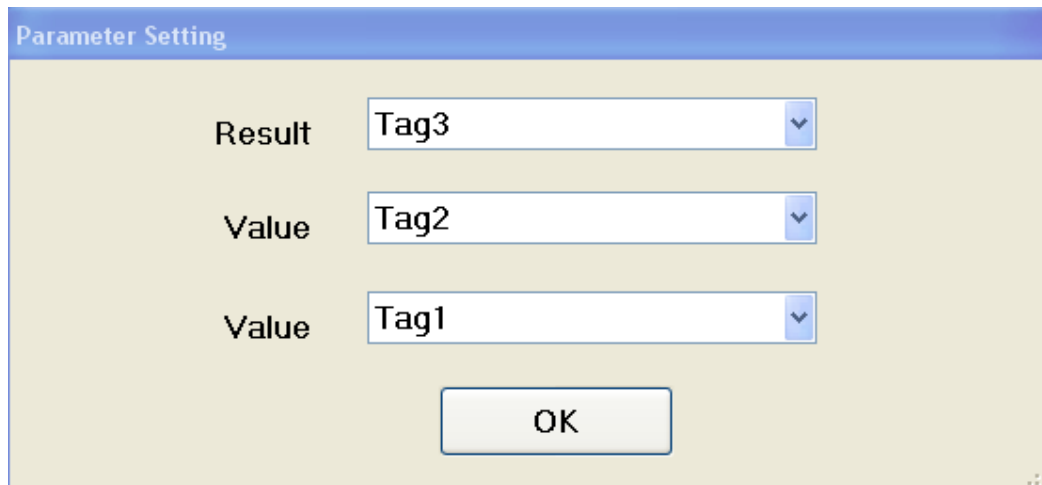 Parameter Setting
Result Tag3
Value Tag2
Value Tag1
OK